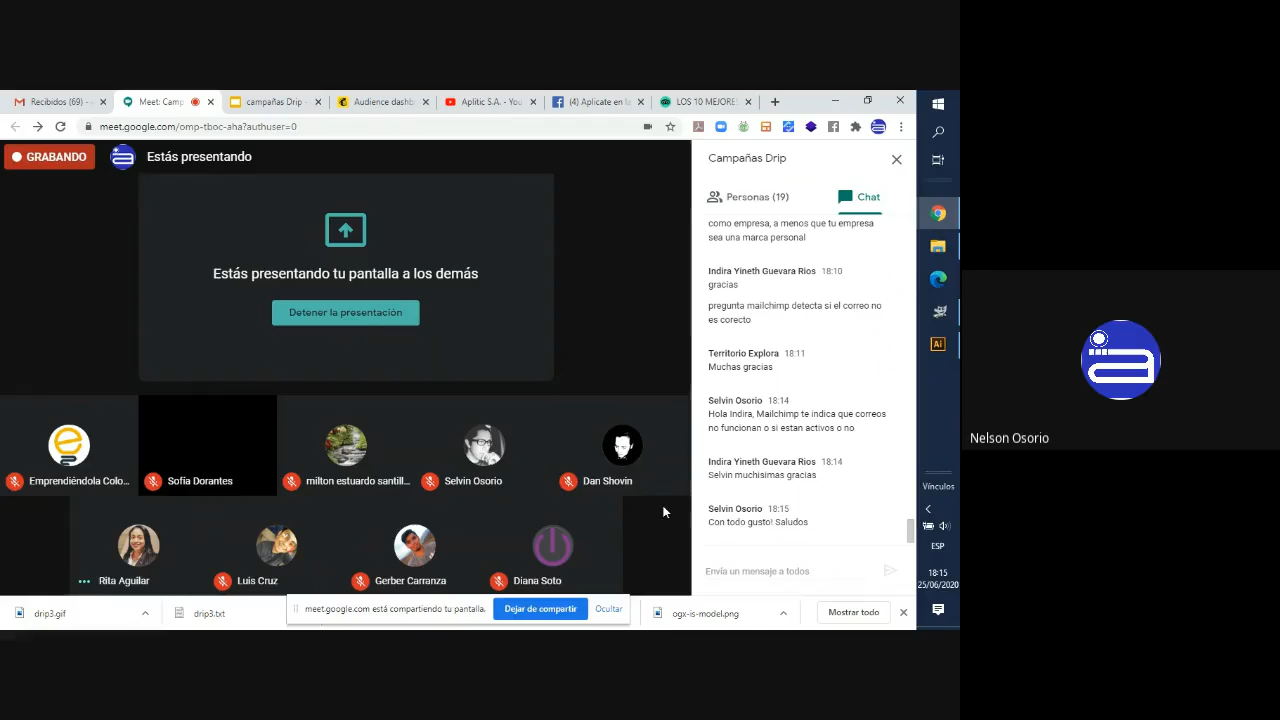 Recibidos (69) -
Meet: Camp
campañas Drip -
Audience dashb
Aplitic S.A. - You
(4) Aplicate en la
LOS 10 MEJORES
meet.google.com/omp-tboc-aha?authuser=0
GRABANDO
Estás presentando
Estás presentando tu pantalla a los demás
Detener la presentación
Emprendiéndola Colo...
Sofía Dorantes
milton estuardo santill...
Selvin Osorio
Dan Shovin
Rita Aguilar
Luis Cruz
Gerber Carranza
Diana Soto
Campañas Drip
Personas (19)
Chat
como empresa, a menos que tu empresa
sea una marca personal
Indira Yineth Guevara Rios 18:10
gracias
pregunta mailchimp detecta si el correo no
es corecto
Territorio Explora 18:11
Muchas gracias
Selvin Osorio 18:14
Hola Indira, Mailchimp te indica que correos
no funcionan o si estan activos o no
Indira Yineth Guevara Rios 18:14
Selvin muchisimas gracias
Selvin Osorio 18:15
Con todo gusto! Saludos
Envía un mensaje a todos
drip3.gif
drip3.txt
meet.google.com está compartiendo tu pantalla.
Dejar de compartir
Ocultar
ogx-is-model.png
Mostrar todo
Ai
Vínculos
ESP
18:15
25/06/2020
Nelson Osorio